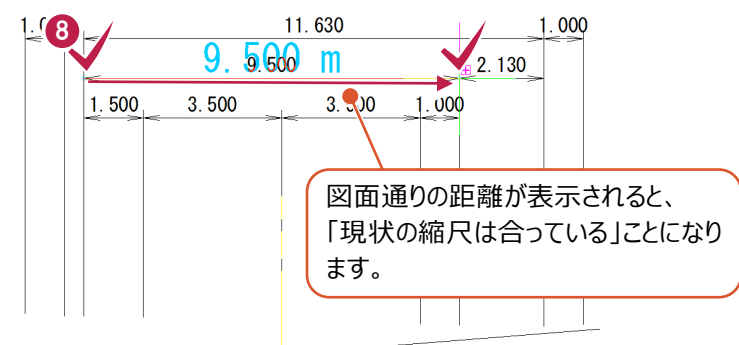 1.0
8
11.630
1.000
9.500 m
9.500
2.130
1.500
3.500
1.000
図面通りの距離が表示されると、
「現状の縮尺は合っている」ことになり
ます。